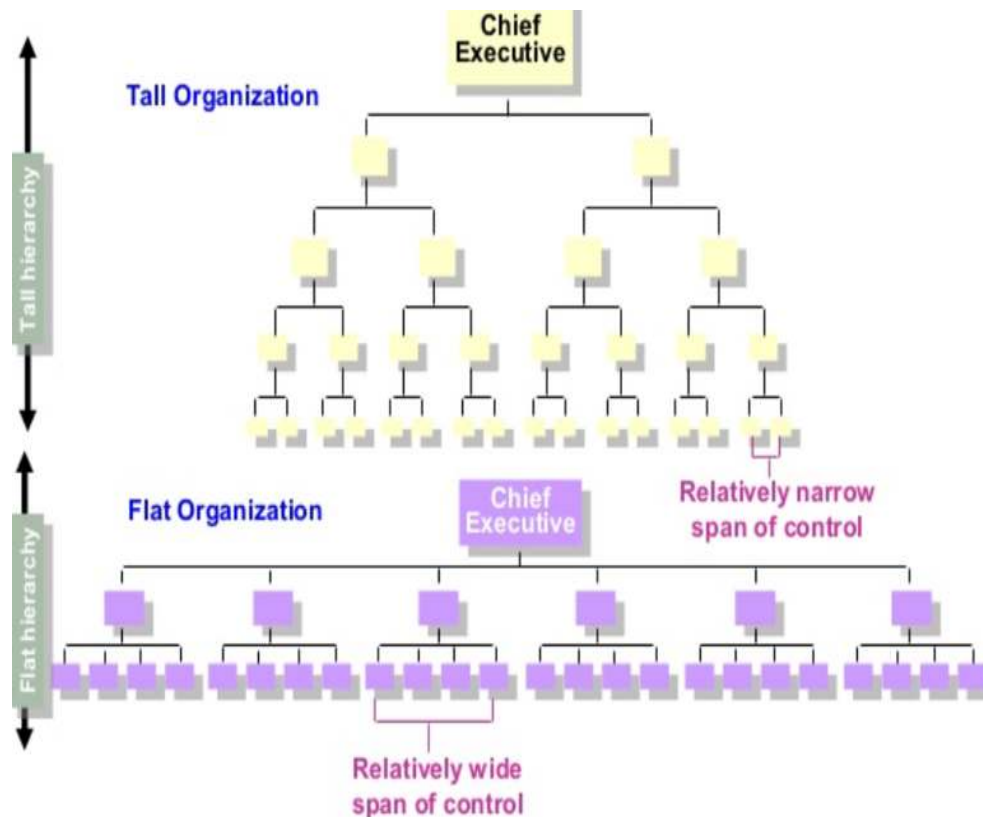 Chief
Executive
Tall Organization
Tall hierarchy
Relatively narrow
span of control
Flat Organization
Chief
Executive
Flat hierarchy
Relatively wide
span of control